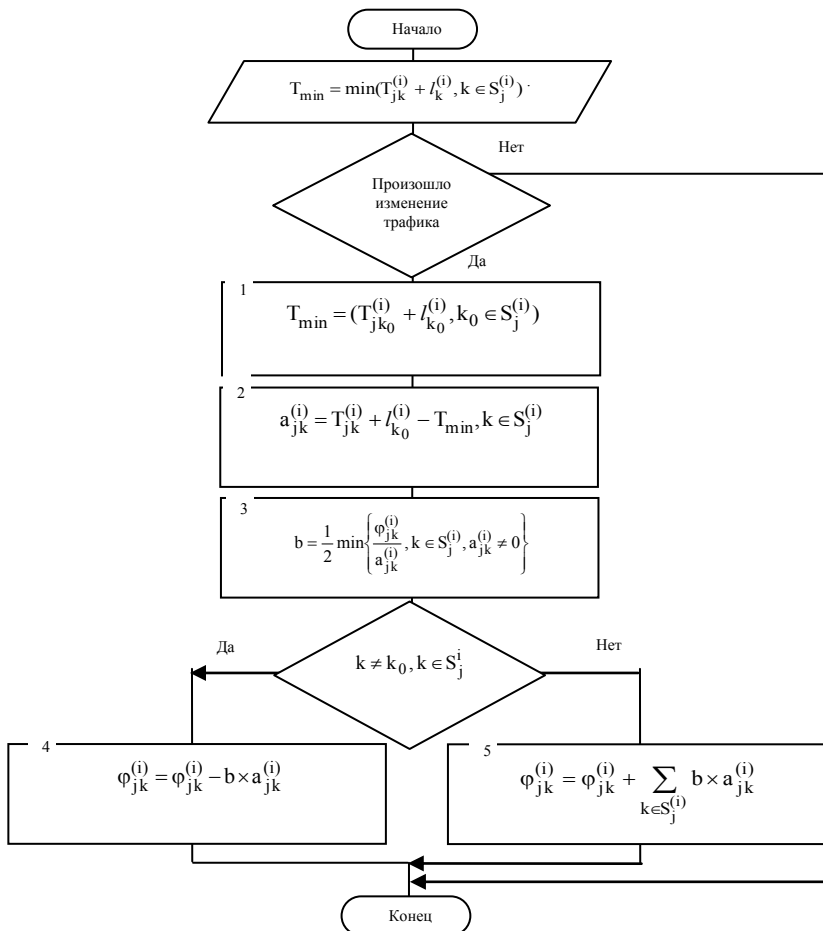 Начало
T_min = min(T_jk^(i) + l_k^(i), k ∈ S_j^(i)) .
Нет
Произошло
изменение
трафика
Да
1
T_min = (T_jk₀^(i) + l_k₀^(i), k₀ ∈ S_j^(i))
2
a_jk^(i) = T_jk^(i) + l_k₀^(i) − T_min, k ∈ S_j^(i)
3
b = 1/2 min{φ_jk^(i) / a_jk^(i), k ∈ S_j^(i), a_jk^(i) ≠ 0}
Да
k ≠ k₀, k ∈ S_j^i
Нет
4
φ_jk^(i) = φ_jk^(i) − b × a_jk^(i)
5
φ_jk^(i) = φ_jk^(i) + ∑_{k∈S_j^(i)} b × a_jk^(i)
Конец